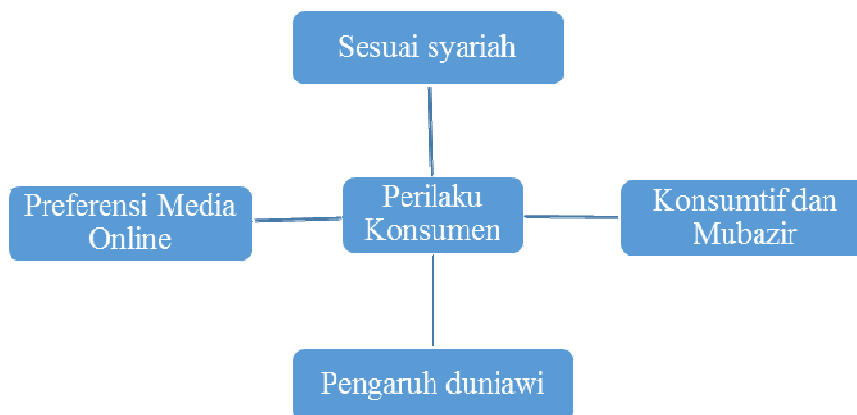 Sesuai syariah
Preferensi Media
Online
Perilaku
Konsumen
Konsumtif dan
Mubazir
Pengaruh duniawi